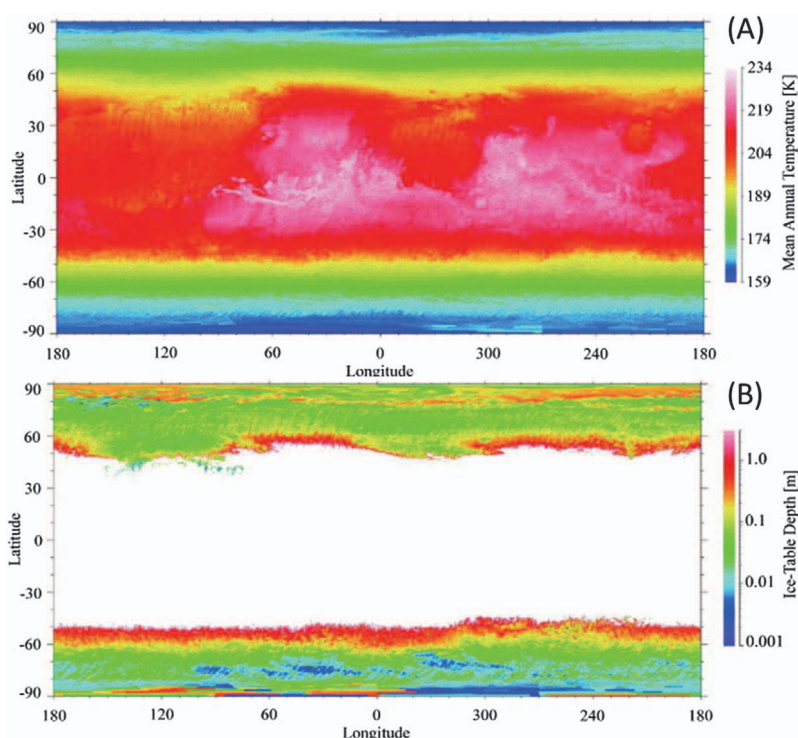 (A)
90
60
30
0
-30
-60
-90
Latitude
180 120 60 0 300 240 180
Longitude
234
219
204
189
174
159
Mean Annual Temperature [K]
(B)
90
60
30
0
-30
-60
-90
Latitude
180 120 60 0 300 240 180
Longitude
1.0
0.1
0.01
0.001
Ice-Table Depth [m]